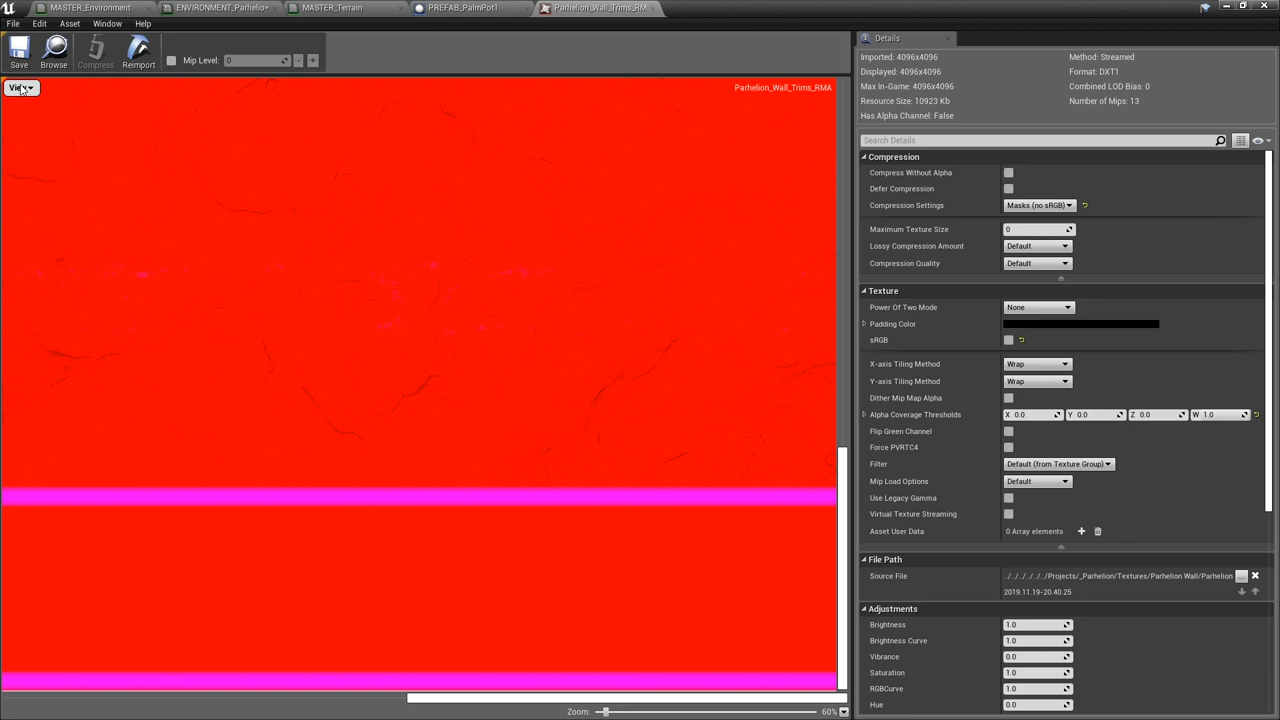 MASTER_Environment
ENVIRONMENT_Parhelio*
MASTER_Terrain
PREFAB_PalmPot1
Parhelion_Wall_Trims_RM
File Edit Asset Window Help
Save Browse Compress Reimport Mip Level: 0
View
Parhelion_Wall_Trims_RMA
Zoom: 60%
Details
Imported: 4096x4096 Method: Streamed
Displayed: 4096x4096 Format: DXT1
Max In-Game: 4096x4096 Combined LOD Bias: 0
Resource Size: 10923 Kb Number of Mips: 13
Has Alpha Channel: False
Search Details
Compression
Compress Without Alpha
Defer Compression
Compression Settings Masks (no sRGB)
Maximum Texture Size 0
Lossy Compression Amount Default
Compression Quality Default
Texture
Power Of Two Mode None
Padding Color
sRGB
X-axis Tiling Method Wrap
Y-axis Tiling Method Wrap
Dither Mip Map Alpha
Alpha Coverage Thresholds X 0.0 Y 0.0 Z 0.0 W 1.0
Flip Green Channel
Force PVRTC4
Filter Default (from Texture Group)
Mip Load Options Default
Use Legacy Gamma
Virtual Texture Streaming
Asset User Data 0 Array elements
File Path
Source File ../../../../../../Projects/_Parhelion/Textures/Parhelion Wall/Parhelion ...
2019.11.19-20.40.25
Adjustments
Brightness 1.0
Brightness Curve 1.0
Vibrance 0.0
Saturation 1.0
RGBCurve 1.0
Hue 0.0